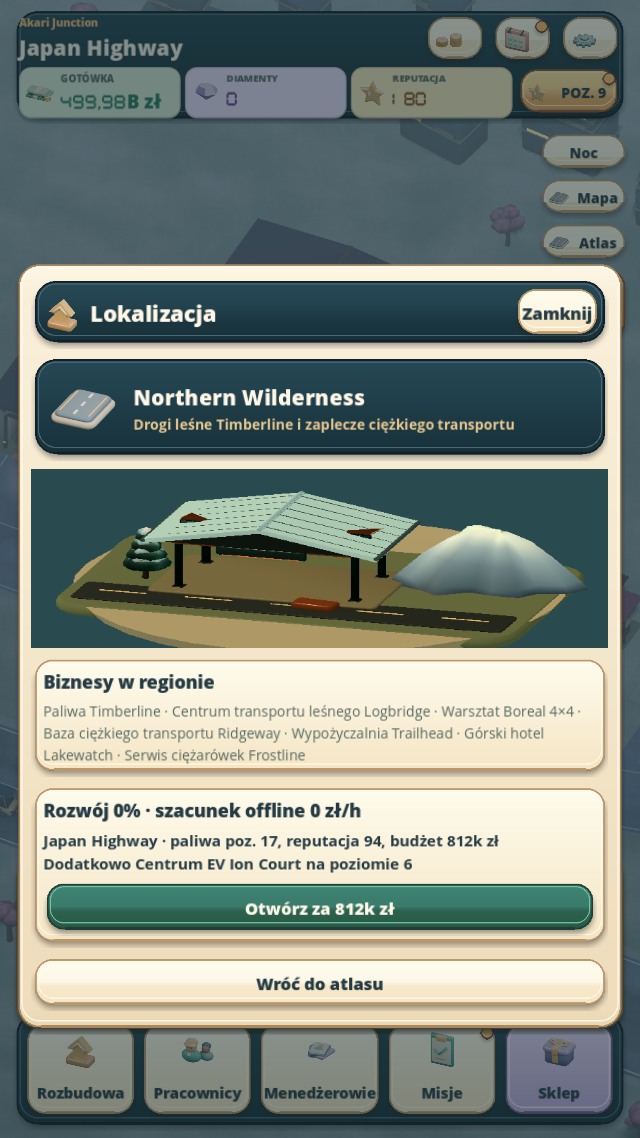 Akari Junction
Japan Highway
GOTÓWKA
499,98B zł
DIAMENTY
0
REPUTACJA
180
POZ. 9
Noc
Mapa
Atlas
Lokalizacja
Zamknij
Northern Wilderness
Drogi leśne Timberline i zaplecze ciężkiego transportu
Biznesy w regionie
Paliwa Timberline · Centrum transportu leśnego Logbridge · Warsztat Boreal 4×4 ·
Baza ciężkiego transportu Ridgeway · Wypożyczalnia Trailhead · Górski hotel
Lakewatch · Serwis ciężarówek Frostline
Rozwój 0% · szacunek offline 0 zł/h
Japan Highway · paliwa poz. 17, reputacja 94, budżet 812k zł
Dodatkowo Centrum EV Ion Court na poziomie 6
Otwórz za 812k zł
Wróć do atlasu
Rozbudowa
Pracownicy
Menedżerowie
Misje
Sklep